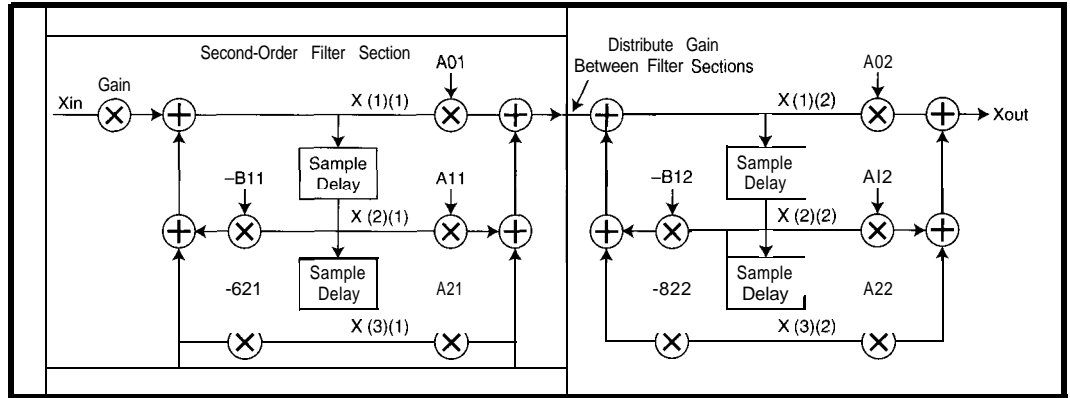 Second-Order Filter Section
Distribute Gain
Between Filter Sections
Gain
Xin
A01
X (1)(1)
A02
X (1)(2)
Xout
Sample
Delay
Sample
Delay
–B11
A11
X (2)(1)
–B12
AI2
X (2)(2)
Sample
Delay
Sample
Delay
-621
A21
X (3)(1)
-822
A22
X (3)(2)